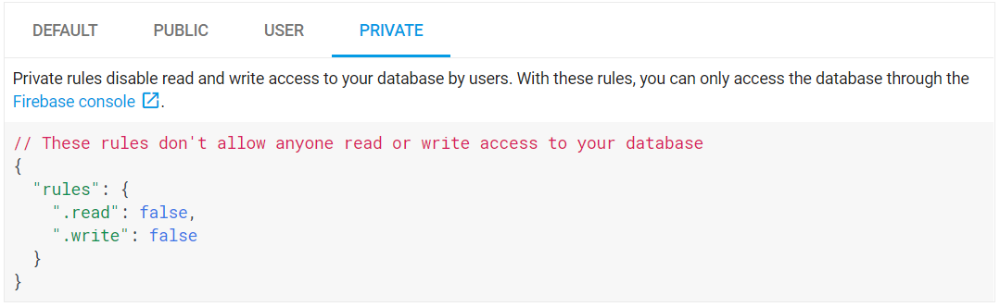 DEFAULT PUBLIC USER PRIVATE
Private rules disable read and write access to your database by users. With these rules, you can only access the database through the
Firebase console .
// These rules don't allow anyone read or write access to your database
{
  "rules": {
    ".read": false,
    ".write": false
  }
}